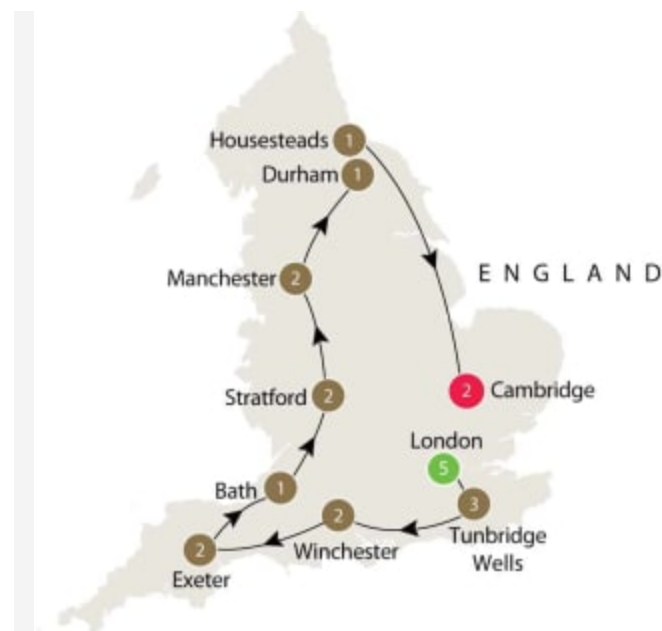 Housesteads 1
Durham 1
Manchester 2
ENGLAND
Stratford 2
2 Cambridge
London
5
Bath 1
3
Tunbridge
Wells
2
Winchester
2
Exeter